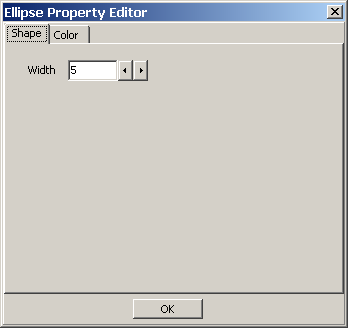 Ellipse Property Editor
Shape Color
Width 5
OK